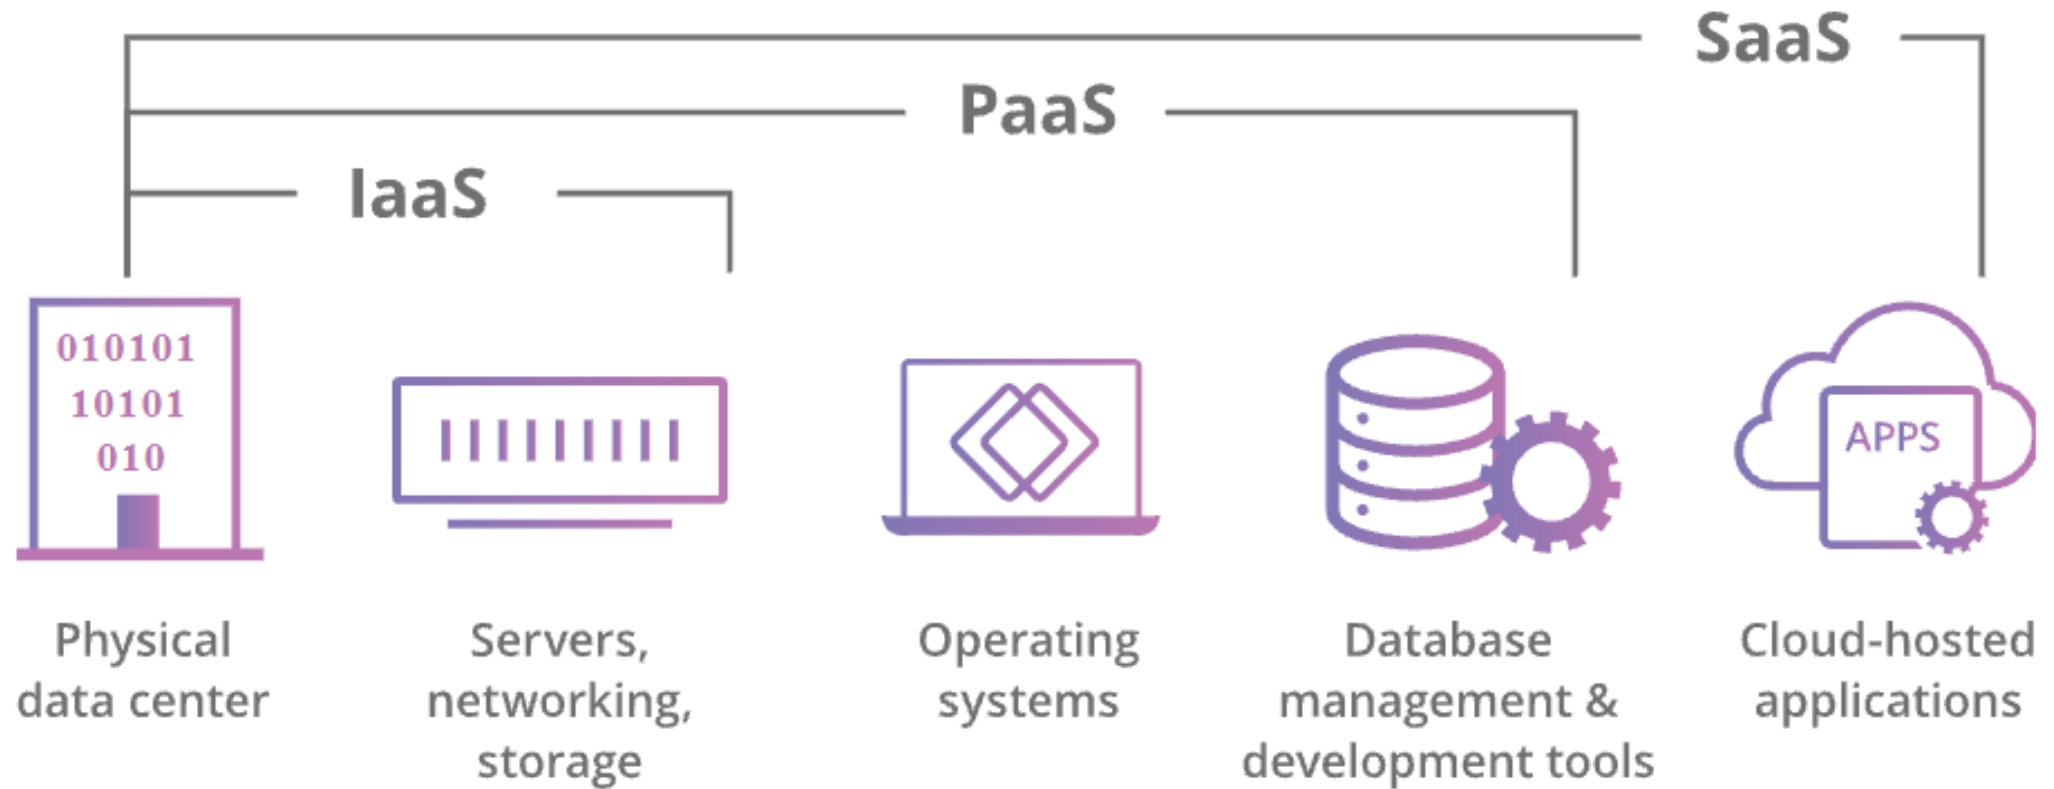 SaaS
PaaS
IaaS
010101
10101
010
APPS
Physical
data center
Servers,
networking,
storage
Operating
systems
Database
management &
development tools
Cloud-hosted
applications